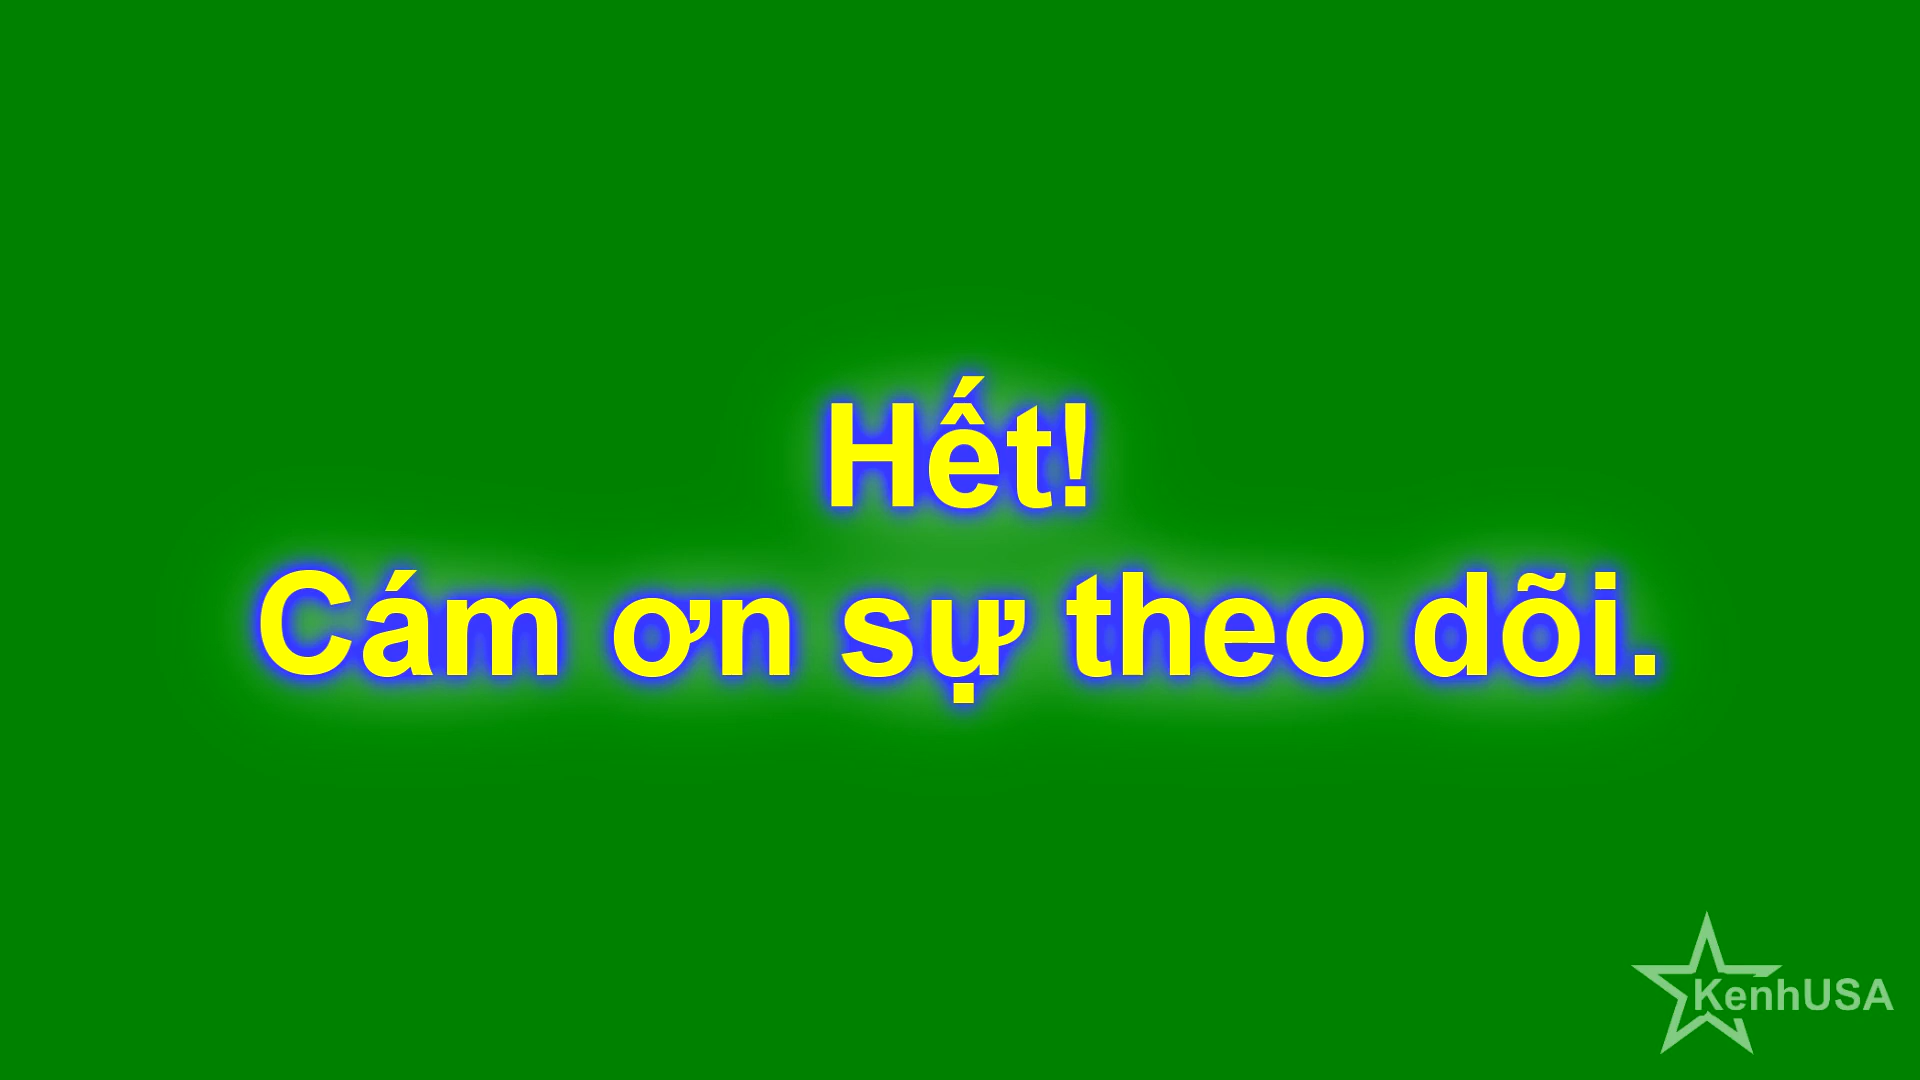 Hết!
Cám ơn sự theo dõi.
KenhUSA